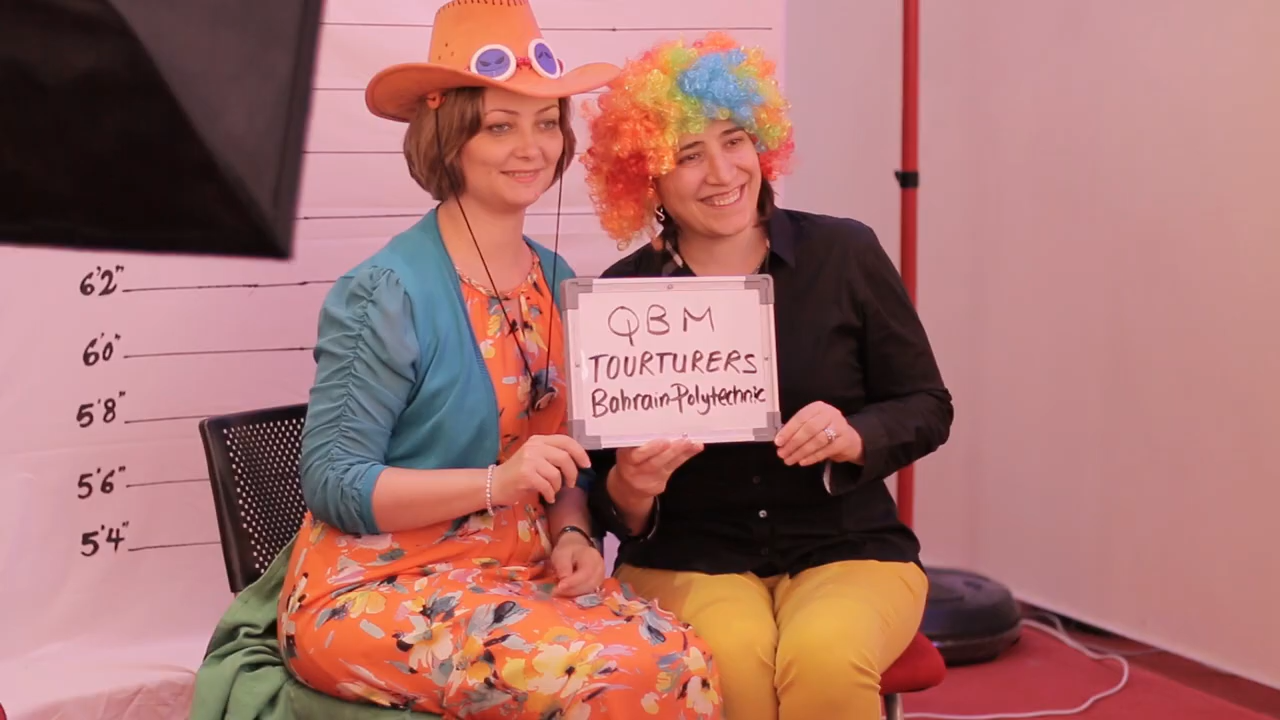 6'2"
6'0"
5'8"
5'6"
5'4"
QBM
TOURTURERS
Bahrain Polytechnic